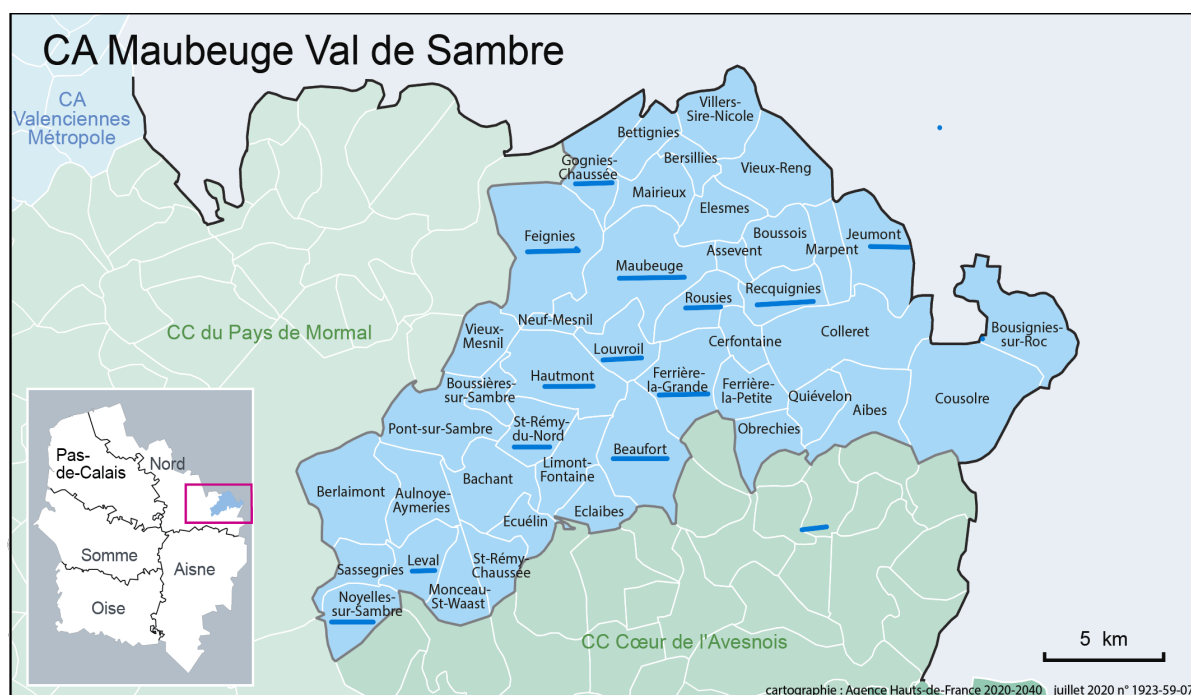 CA Maubeuge Val de Sambre
CA
Valenciennes
Métropole
Villers-
Sire-Nicole
Bettignies
Gognies-
Chaussée
Bersillies
Vieux-Reng
Mairieux
Elesmes
Feignies
Boussois
Jeumont
Assevent
Marpent
Maubeuge
Recquignies
Rousies
CC du Pays de Mormal
Neuf-Mesnil
Vieux-
Mesnil
Colleret
Bousignies-
sur-Roc
Cerfontaine
Louvroil
Hautmont
Ferrière-
la-Grande
Ferrière-
la-Petite
Boussières-
sur-Sambre
Quiévelon
Aibes
Cousolre
St-Rémy-
du-Nord
Pont-sur-Sambre
Obrechies
Beaufort
Limont-
Fontaine
Bachant
Berlaimont
Aulnoye-
Aymeries
Ecuélin
Eclaibes
Leval
St-Rémy-
Chaussée
Sassegnies
Monceau-
St-Waast
Noyelles-
sur-Sambre
CC Cœur de l'Avesnois
Pas-
de-Calais
Nord
Somme
Aisne
Oise
5 km
cartographie : Agence Hauts-de-France 2020-2040 juillet 2020 n° 1923-59-07